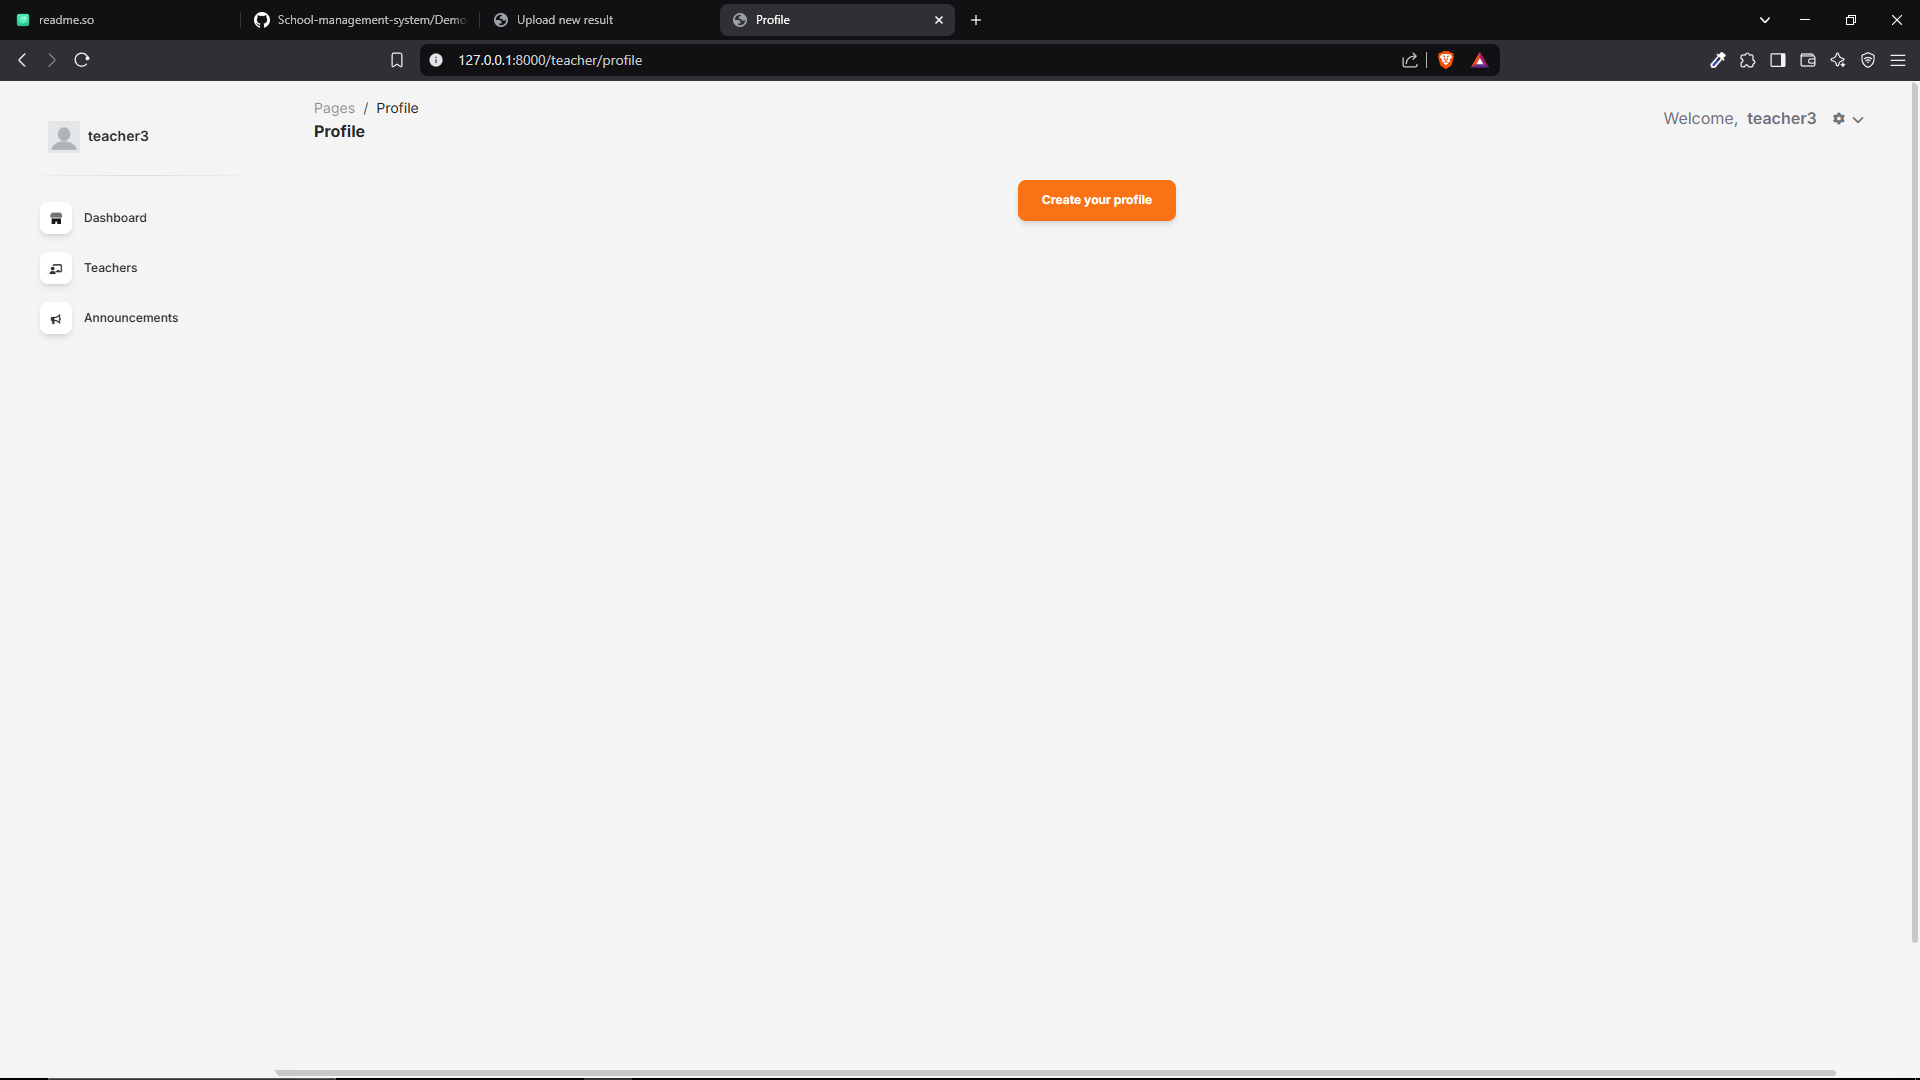 readme.so
School-management-system/Demo
Upload new result
Profile
127.0.0.1:8000/teacher/profile
teacher3
Pages / Profile
Profile
Welcome, teacher3
Create your profile
Dashboard
Teachers
Announcements